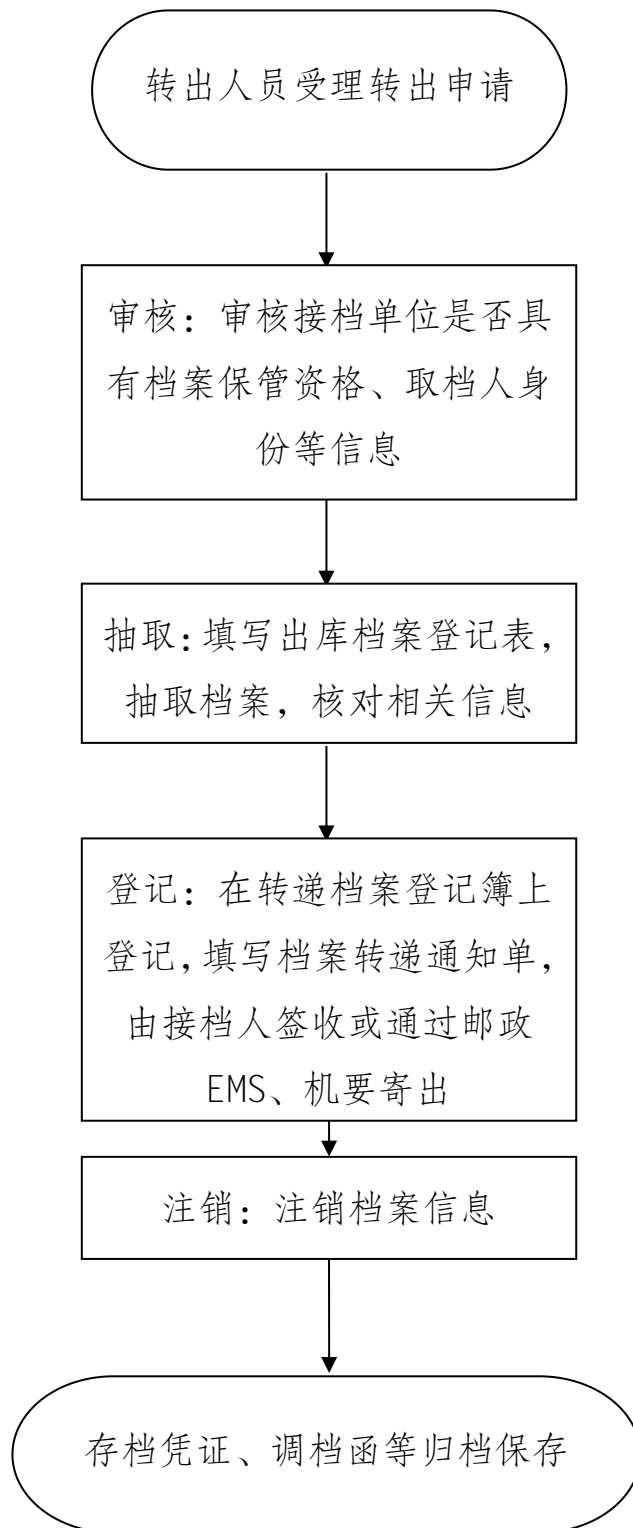 转出人员受理转出申请
审核：审核接档单位是否具
有档案保管资格、取档人身
份等信息
抽取：填写出库档案登记表，
抽取档案，核对相关信息
登记：在转递档案登记簿上
登记，填写档案转递通知单，
由接档人签收或通过邮政
EMS、机要寄出
注销：注销档案信息
存档凭证、调档函等归档保存